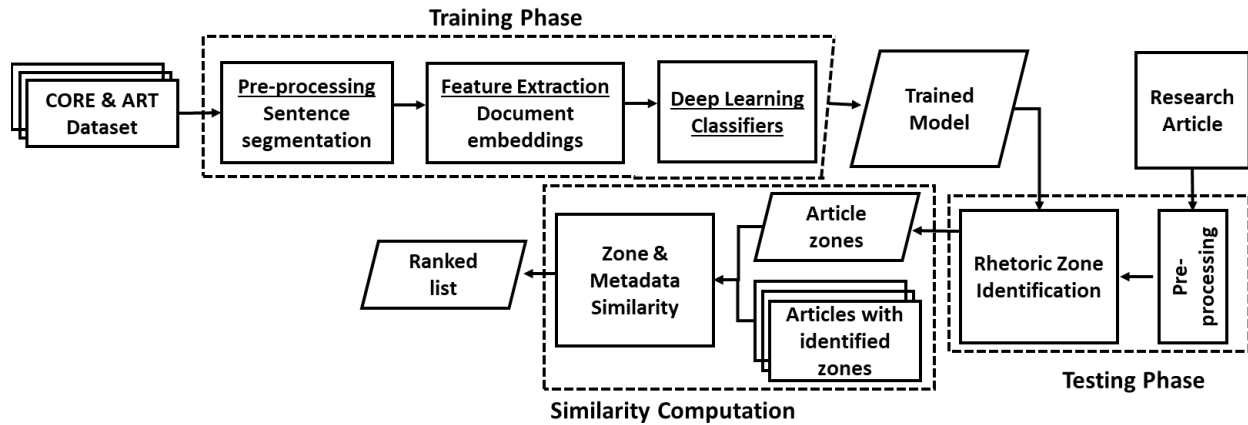 Training Phase
CORE & ART
Dataset
Pre-processing
Sentence
segmentation
Feature Extraction
Document
embeddings
Deep Learning
Classifiers
Trained
Model
Research
Article
Pre-
processing
Rhetoric Zone
Identification
Testing Phase
Article
zones
Articles with
identified
zones
Zone &
Metadata
Similarity
Similarity Computation
Ranked
list